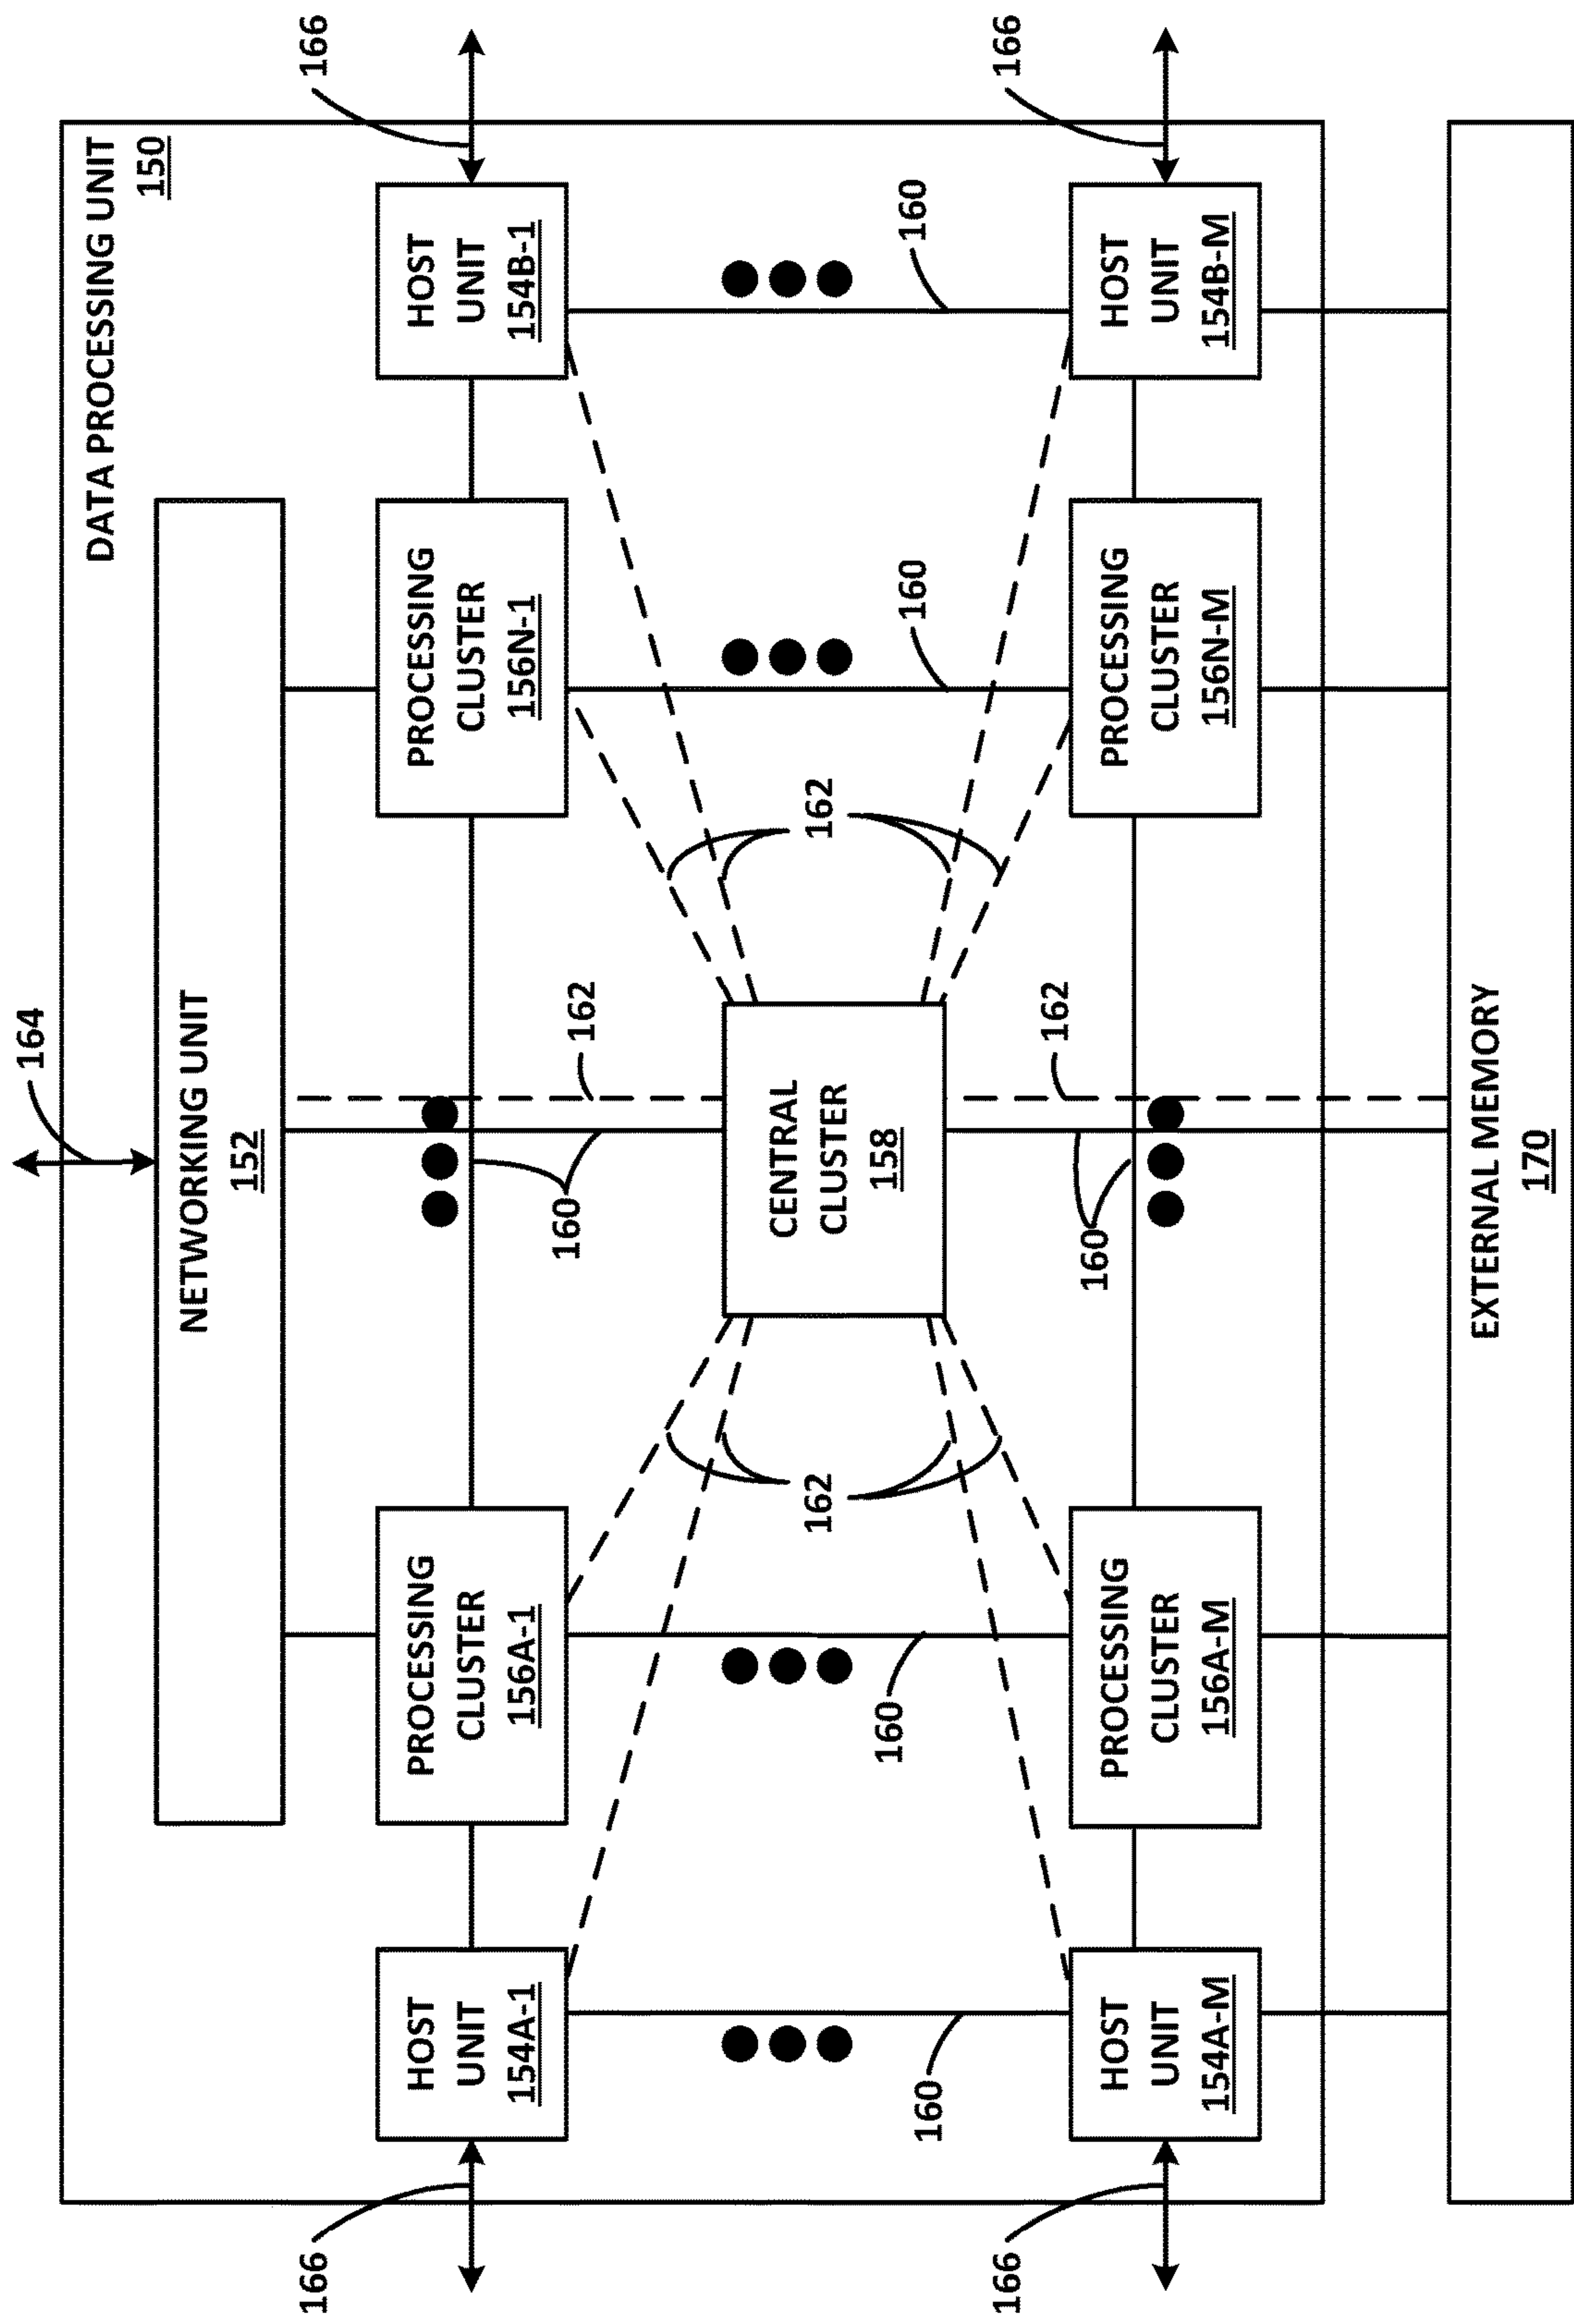 164
DATA PROCESSING UNIT
150
NETWORKING UNIT
152
166
HOST
UNIT
154A-1
PROCESSING
CLUSTER
156A-1
160
162
PROCESSING
CLUSTER
156N-1
HOST
UNIT
154B-1
166
160
162
CENTRAL
CLUSTER
158
162
160
160
160
160
162
166
HOST
UNIT
154A-M
PROCESSING
CLUSTER
156A-M
PROCESSING
CLUSTER
156N-M
HOST
UNIT
154B-M
166
EXTERNAL MEMORY
170